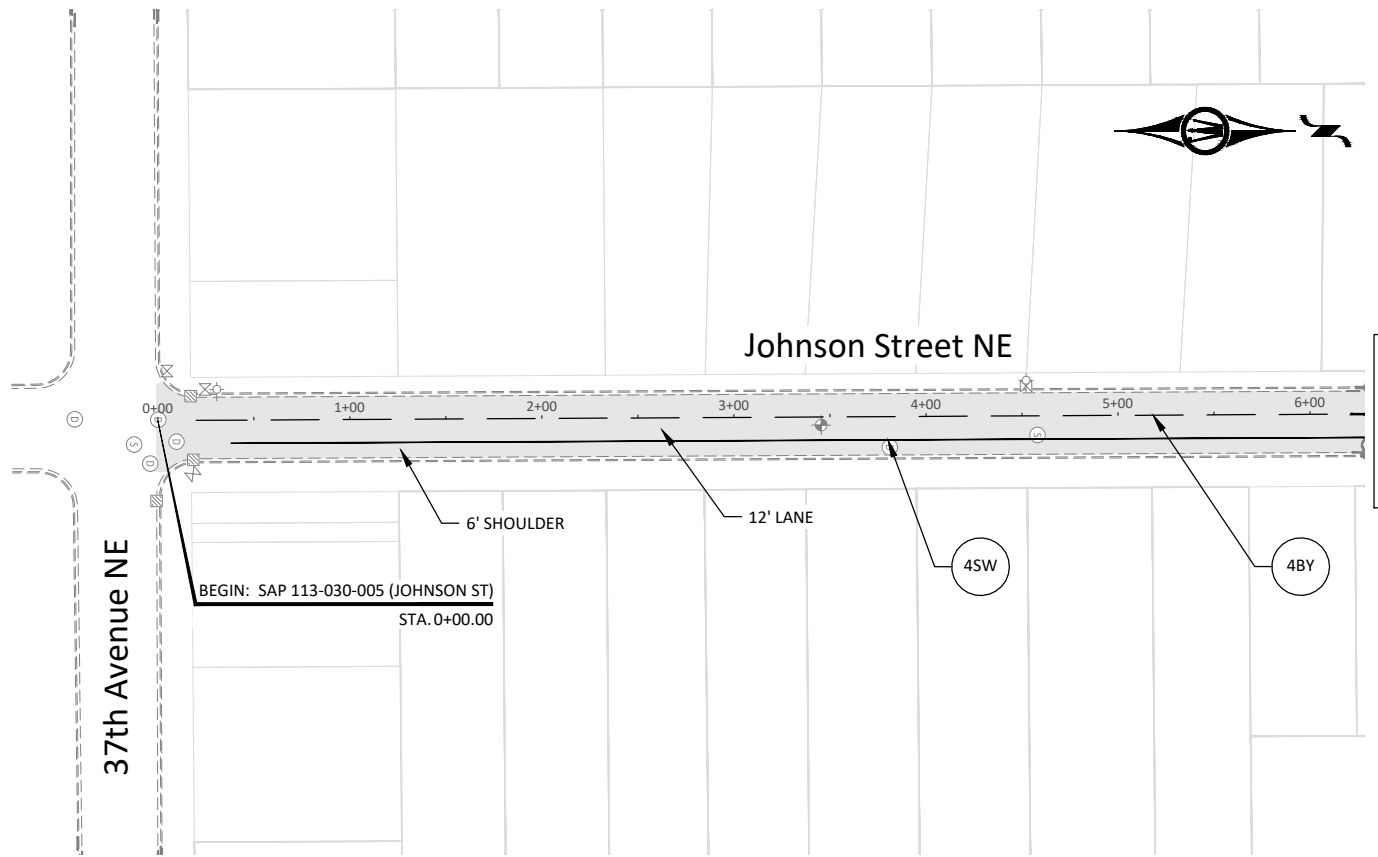 Johnson Street NE
0+00
1+00
2+00
3+00
4+00
5+00
6+00
D
D
D
S
D
S
6' SHOULDER
12' LANE
4SW
4BY
BEGIN: SAP 113-030-005 (JOHNSON ST)
STA. 0+00.00
37th Avenue NE